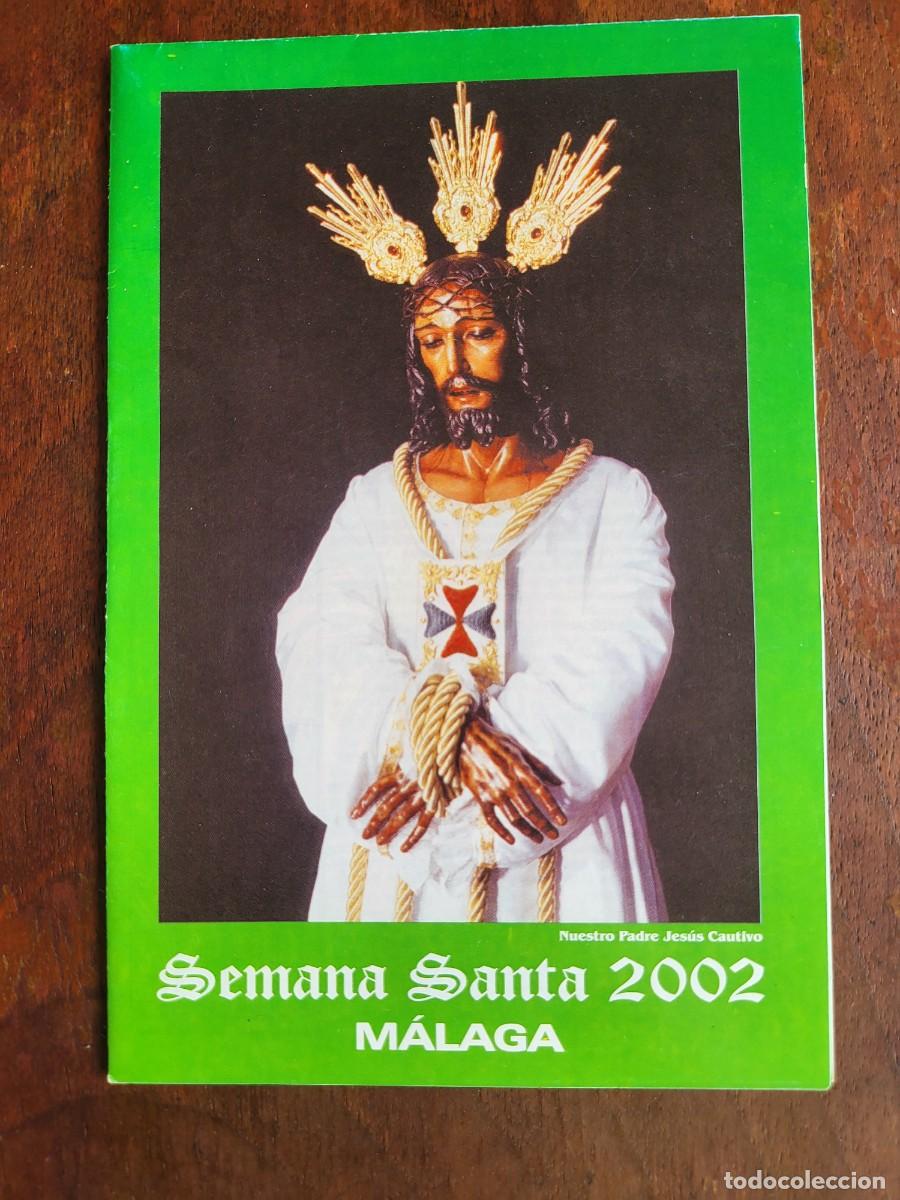 Nuestro Padre Jesús Cautivo
Semana Santa 2002
MÁLAGA
todocoleccion